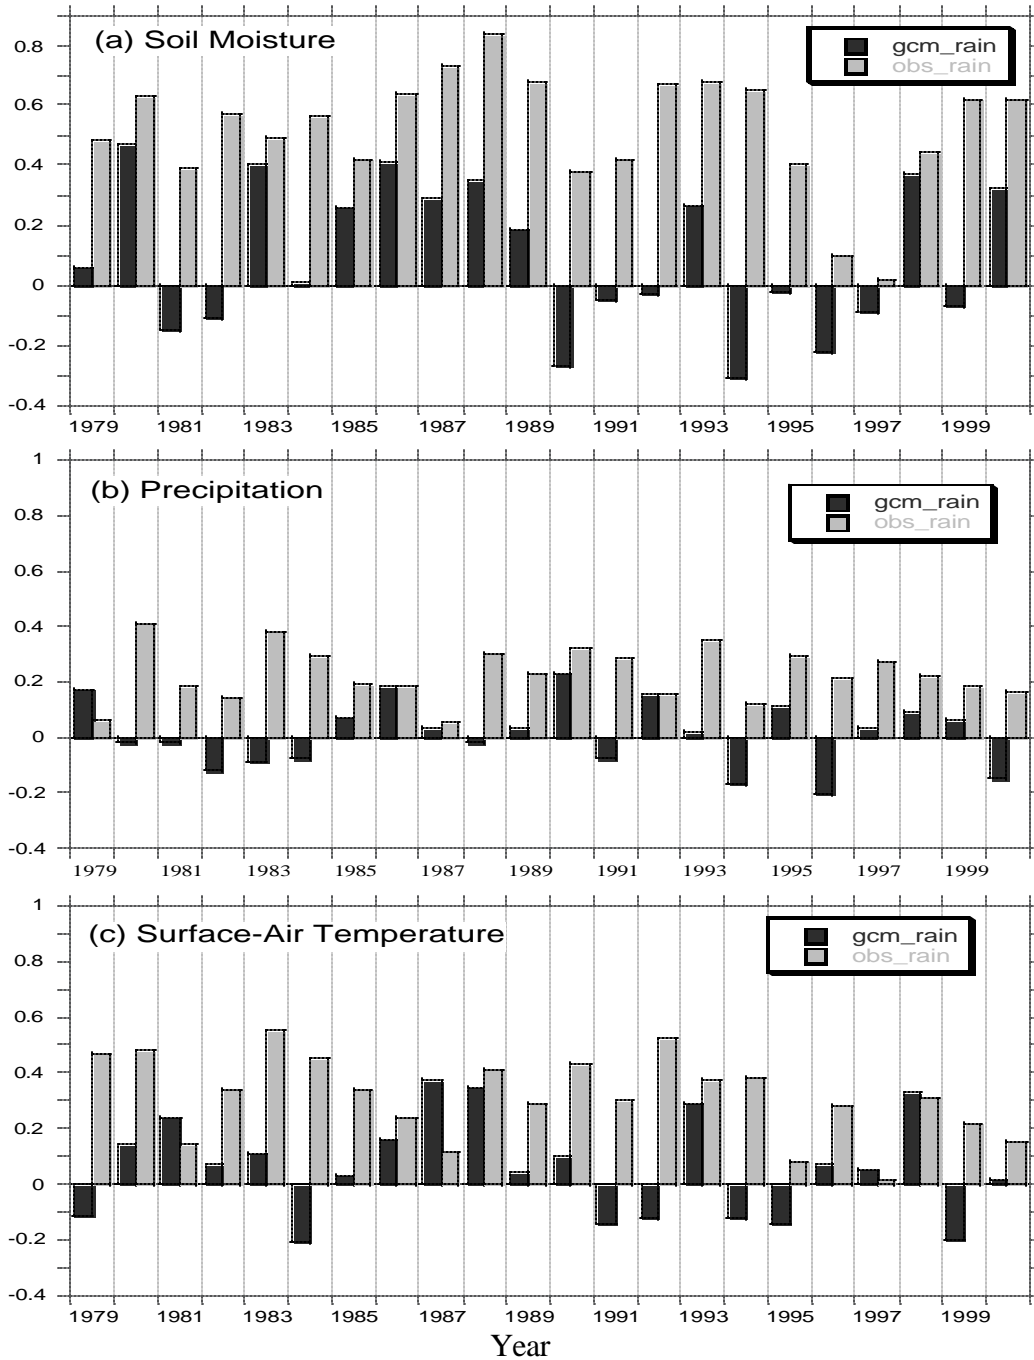 (a) Soil Moisture
gcm_rain
obs_rain
0.8
0.6
0.4
0.2
0
-0.2
-0.4
1979 1981 1983 1985 1987 1989 1991 1993 1995 1997 1999
1
(b) Precipitation
gcm_rain
obs_rain
0.8
0.6
0.4
0.2
0
-0.2
-0.4
1979 1981 1983 1985 1987 1989 1991 1993 1995 1997 1999
1
(c) Surface-Air Temperature
gcm_rain
obs_rain
0.8
0.6
0.4
0.2
0
-0.2
-0.4
1979 1981 1983 1985 1987 1989 1991 1993 1995 1997 1999
Year